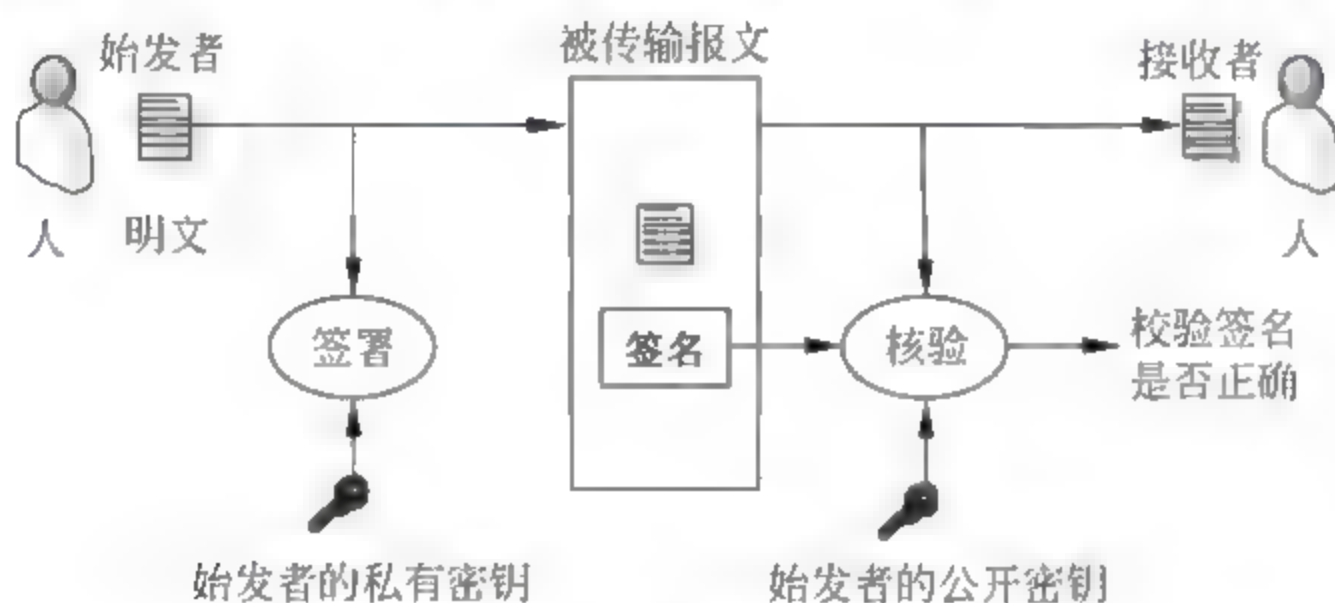 始发者
被传输报文
接收者
人
明文
人
签署
签名
核验
校验签名
是否正确
始发者的私有密钥
始发者的公开密钥